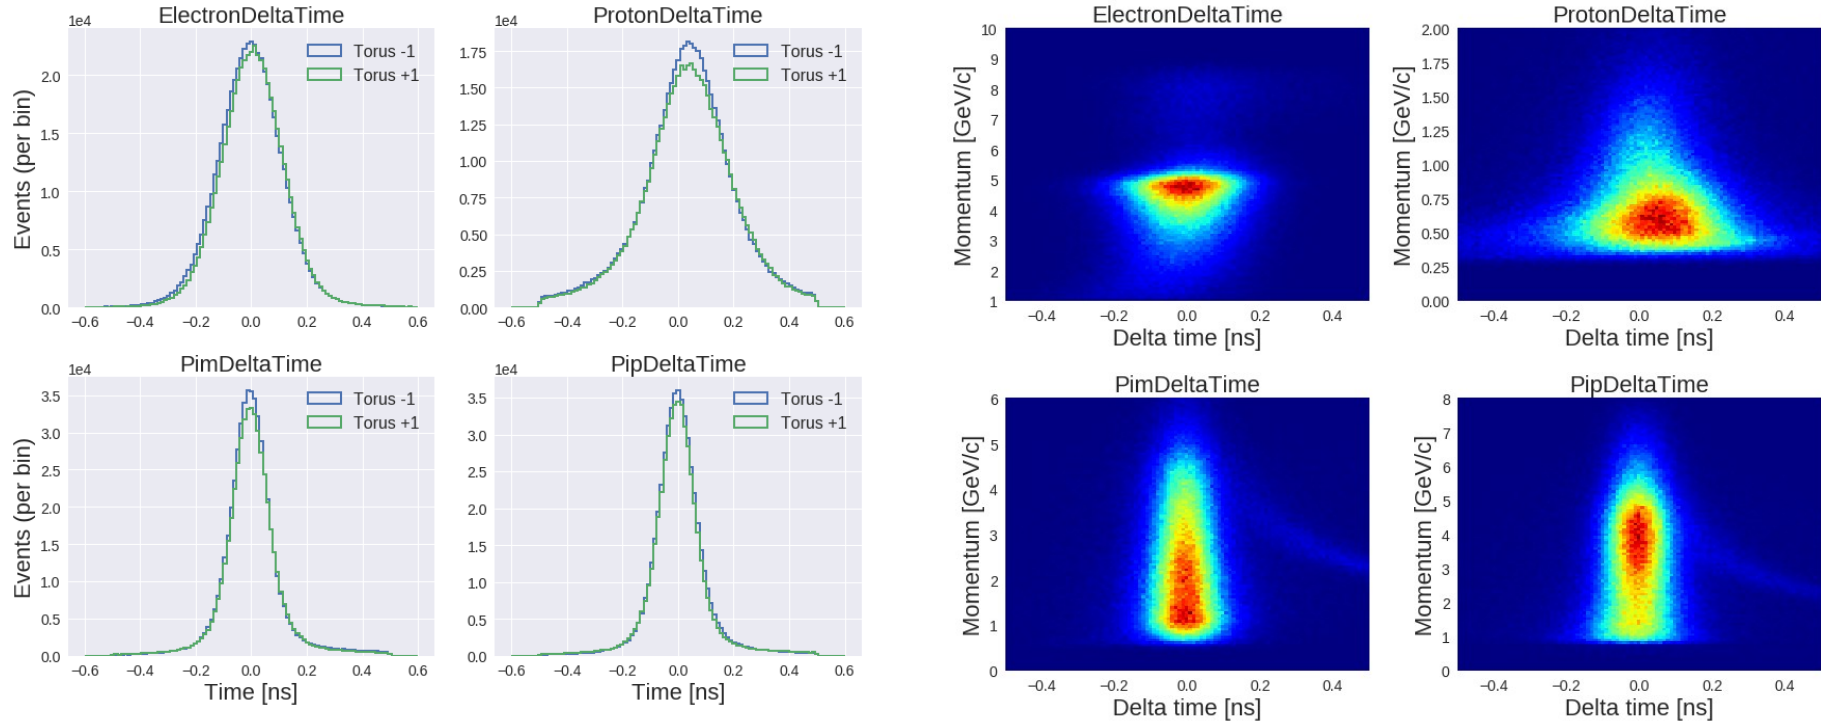 ElectronDeltaTime
1e4
Torus -1
Torus +1
Events (per bin)
2.0
1.5
1.0
0.5
0.0
−0.6 −0.4 −0.2 0.0 0.2 0.4 0.6
ProtonDeltaTime
1e4
Torus -1
Torus +1
1.75
1.50
1.25
1.00
0.75
0.50
0.25
0.00
−0.6 −0.4 −0.2 0.0 0.2 0.4 0.6
ElectronDeltaTime
Momentum [GeV/c]
10
9
8
7
6
5
4
3
2
1
−0.4 −0.2 0.0 0.2 0.4
Delta time [ns]
ProtonDeltaTime
Momentum [GeV/c]
2.00
1.75
1.50
1.25
1.00
0.75
0.50
0.25
0.00
−0.4 −0.2 0.0 0.2 0.4
Delta time [ns]
PimDeltaTime
1e4
Torus -1
Torus +1
Events (per bin)
3.5
3.0
2.5
2.0
1.5
1.0
0.5
0.0
−0.6 −0.4 −0.2 0.0 0.2 0.4 0.6
Time [ns]
PipDeltaTime
1e4
Torus -1
Torus +1
3.5
3.0
2.5
2.0
1.5
1.0
0.5
0.0
−0.6 −0.4 −0.2 0.0 0.2 0.4 0.6
Time [ns]
PimDeltaTime
Momentum [GeV/c]
6
5
4
3
2
1
0
−0.4 −0.2 0.0 0.2 0.4
Delta time [ns]
PipDeltaTime
Momentum [GeV/c]
8
7
6
5
4
3
2
1
0
−0.4 −0.2 0.0 0.2 0.4
Delta time [ns]